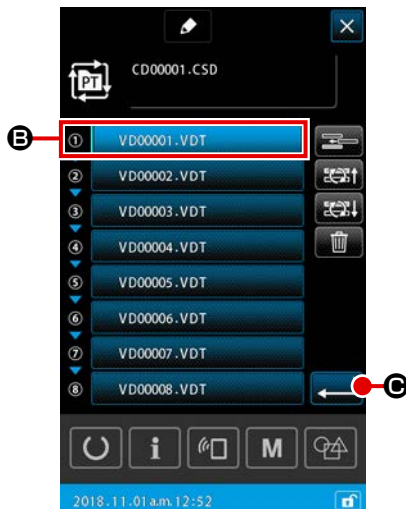 CD00001.CSD
PT
B
① VD00001.VDT
② VD00002.VDT
③ VD00003.VDT
④ VD00004.VDT
⑤ VD00005.VDT
⑥ VD00006.VDT
⑦ VD00007.VDT
⑧ VD00008.VDT
C
i M
2018.11.01 a.m.12:52